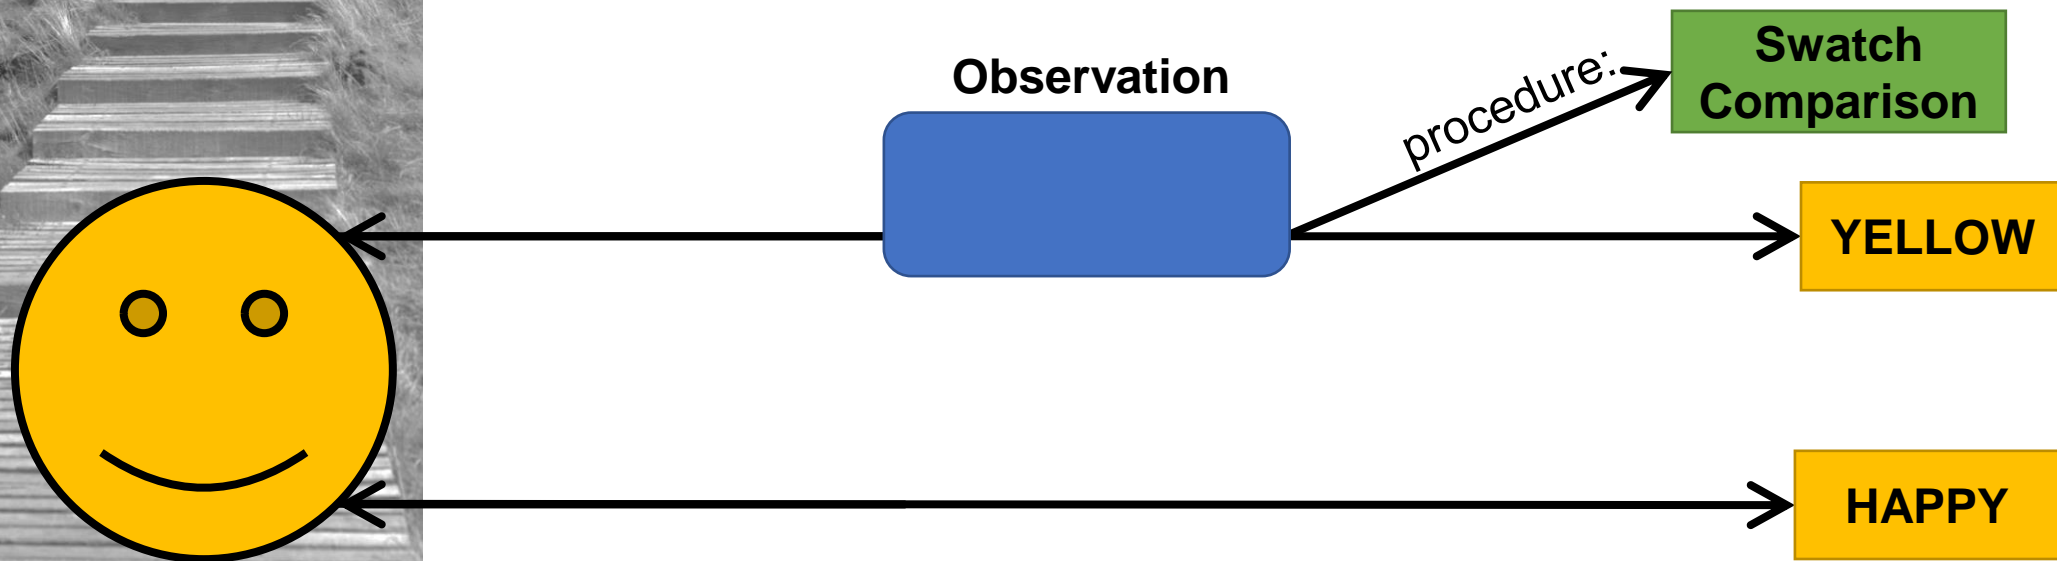 Observation
procedure:
Swatch
Comparison
YELLOW
HAPPY